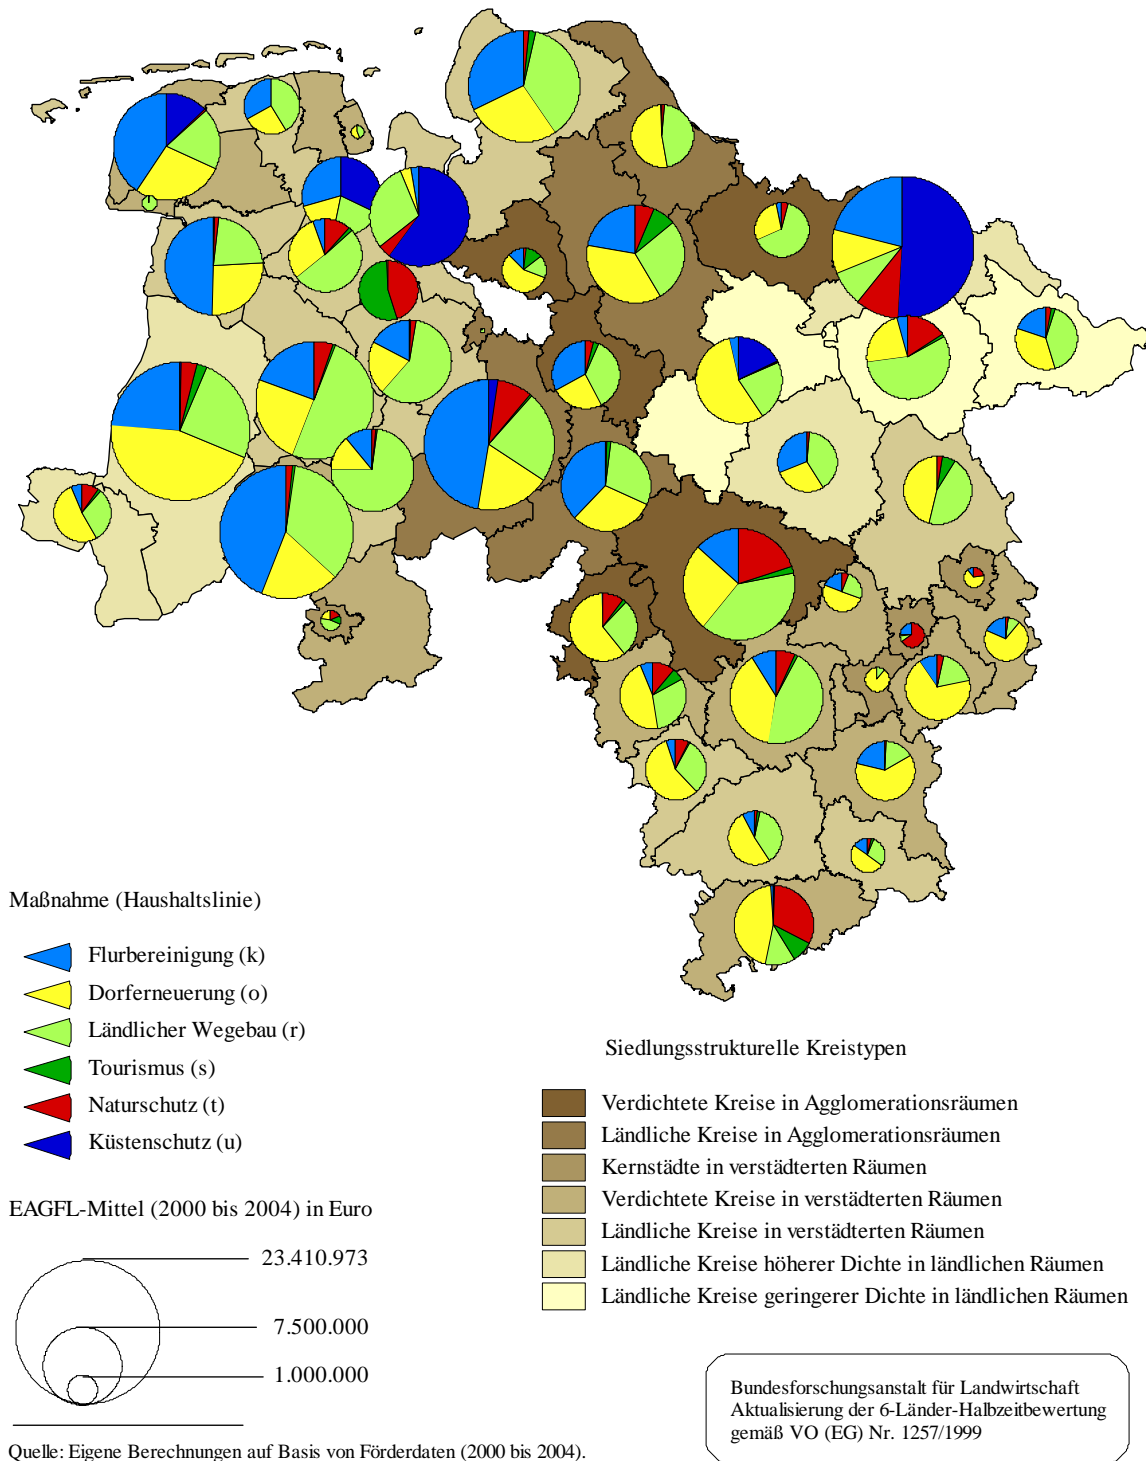 Maßnahme (Haushaltslinie)
Flurbereinigung (k)
Dorferneuerung (o)
Ländlicher Wegebau (r)
Tourismus (s)
Naturschutz (t)
Küstenschutz (u)
EAGFL-Mittel (2000 bis 2004) in Euro
23.410.973
7.500.000
1.000.000
Siedlungsstrukturelle Kreistypen
Verdichtete Kreise in Agglomerationsräumen
Ländliche Kreise in Agglomerationsräumen
Kernstädte in verstädterten Räumen
Verdichtete Kreise in verstädterten Räumen
Ländliche Kreise in verstädterten Räumen
Ländliche Kreise höherer Dichte in ländlichen Räumen
Ländliche Kreise geringerer Dichte in ländlichen Räumen
Bundesforschungsanstalt für Landwirtschaft
Aktualisierung der 6-Länder-Halbzeitbewertung
gemäß VO (EG) Nr. 1257/1999
Quelle: Eigene Berechnungen auf Basis von Förderdaten (2000 bis 2004).